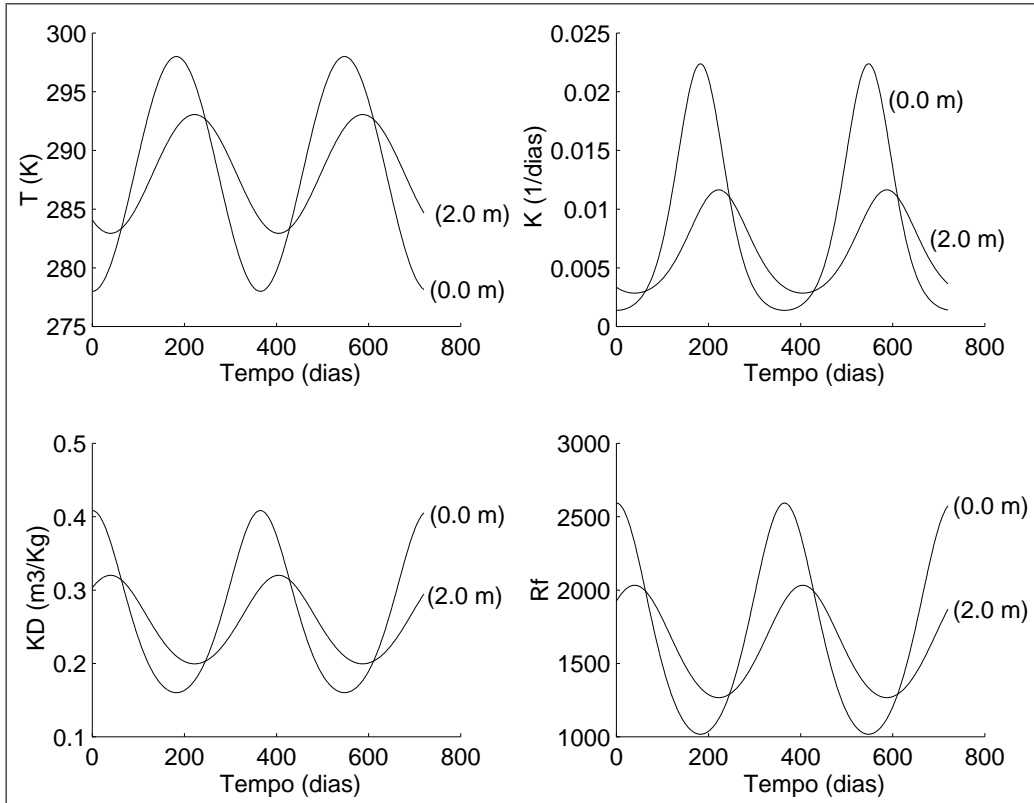 300
295
290
285
280
275
T (K)
(2.0 m)
(0.0 m)
0 200 400 600 800
Tempo (dias)
0.025
0.02
0.015
0.01
0.005
0
K (1/dias)
(0.0 m)
(2.0 m)
0 200 400 600 800
Tempo (dias)
0.5
0.4
0.3
0.2
0.1
KD (m3/Kg)
(0.0 m)
(2.0 m)
0 200 400 600 800
Tempo (dias)
3000
2500
2000
1500
1000
Rf
(0.0 m)
(2.0 m)
0 200 400 600 800
Tempo (dias)